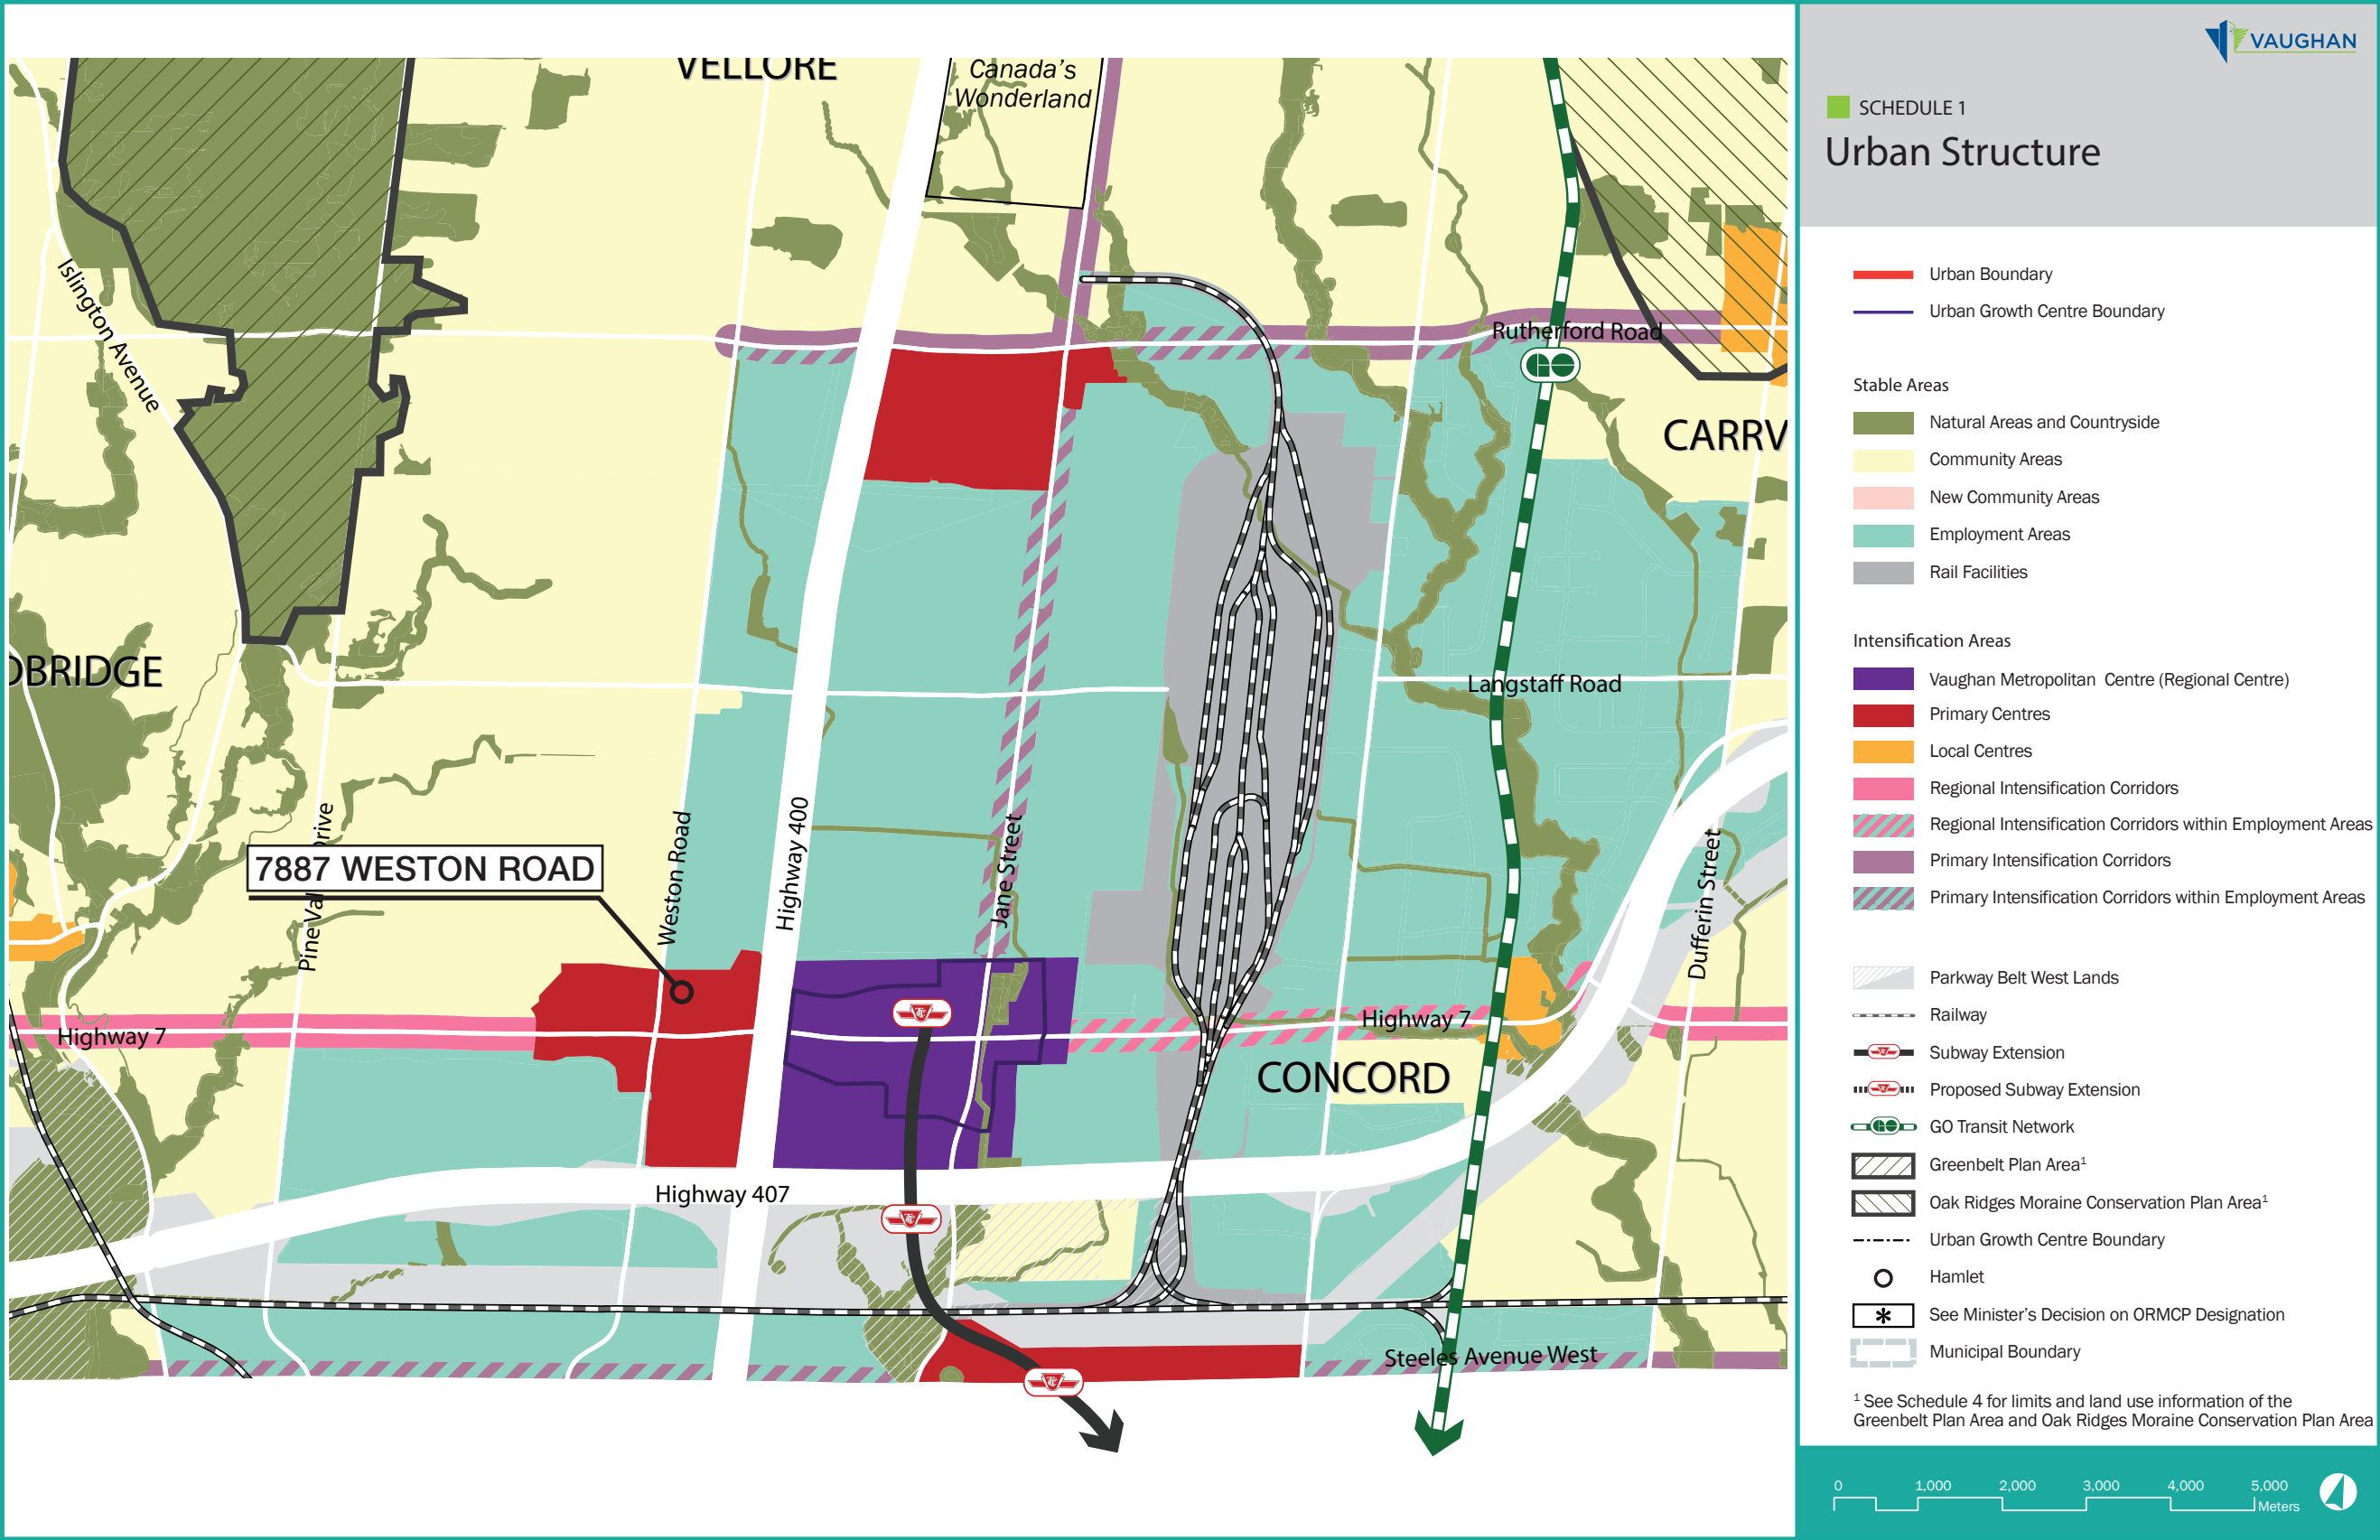 VELLORE
Canada's
Wonderland
Islington Avenue
Rutherford Road
CARRV
DBRIDGE
Langstaff Road
Pine Val
Drive
7887 WESTON ROAD
Weston Road
Highway 400
Jane Street
Dufferin Street
Highway 7
Highway 7
CONCORD
Highway 407
Steeles Avenue West
VAUGHAN
SCHEDULE 1
Urban Structure
Urban Boundary
Urban Growth Centre Boundary
Stable Areas
Natural Areas and Countryside
Community Areas
New Community Areas
Employment Areas
Rail Facilities
Intensification Areas
Vaughan Metropolitan Centre (Regional Centre)
Primary Centres
Local Centres
Regional Intensification Corridors
Regional Intensification Corridors within Employment Areas
Primary Intensification Corridors
Primary Intensification Corridors within Employment Areas
Parkway Belt West Lands
Railway
Subway Extension
Proposed Subway Extension
GO Transit Network
Greenbelt Plan Area1
Oak Ridges Moraine Conservation Plan Area1
Urban Growth Centre Boundary
Hamlet
* See Minister's Decision on ORMCP Designation
Municipal Boundary
1 See Schedule 4 for limits and land use information of the
Greenbelt Plan Area and Oak Ridges Moraine Conservation Plan Area
0 1,000 2,000 3,000 4,000 5,000
Meters